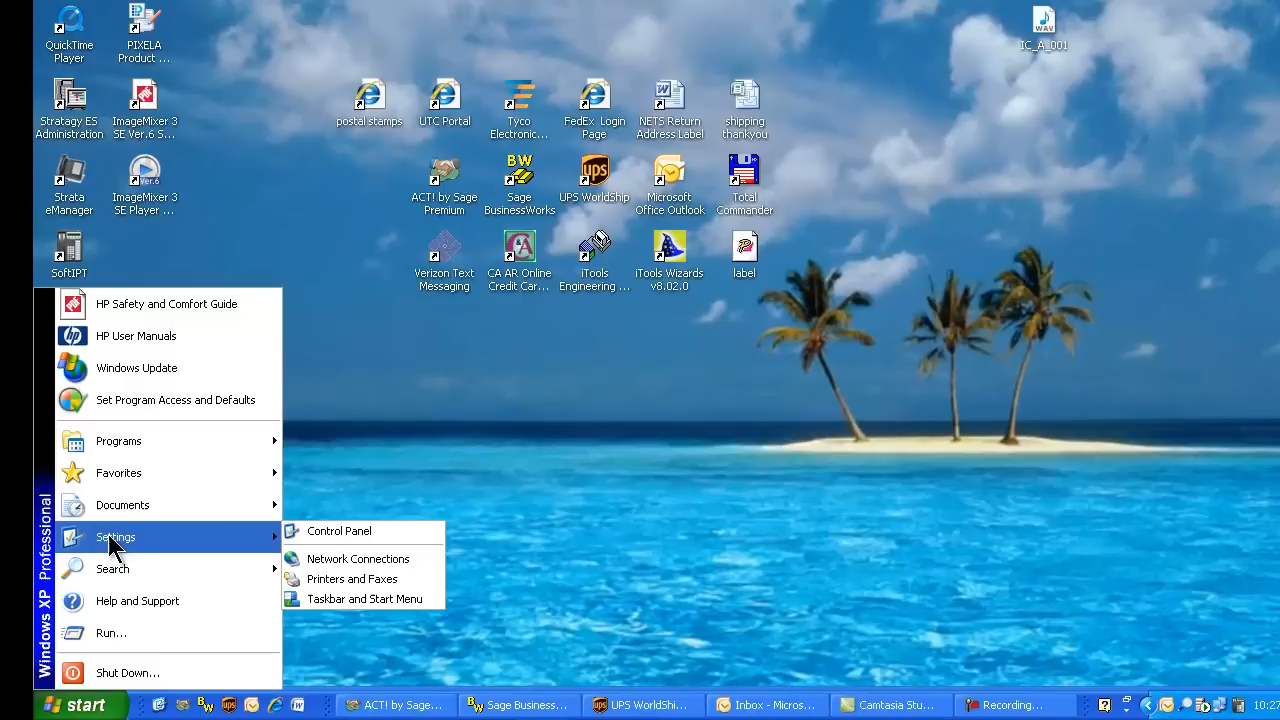 QuickTime
Player
PIXELA
Product ...
WAV
IC_A_001
Stratagy ES
Administration
ImageMixer 3
SE Ver.6 S...
postal stamps
UTC Portal
Tyco
Electronic...
FedEx Login
Page
NETS Return
Address Label
shipping
thankyou
Strata
eManager
Ver.6
ImageMixer 3
SE Player ...
ACT! by Sage
Premium
BW
Sage
BusinessWorks
ups
UPS WorldShip
Microsoft
Office Outlook
Total
Commander
SoftIPT
Verizon Text
Messaging
CA AR Online
Credit Car...
iTools
Engineering ...
iTools Wizards
v8.02.0
label
HP Safety and Comfort Guide
hp
HP User Manuals
Windows Update
Set Program Access and Defaults
Programs
Favorites
Documents
Settings
Search
Help and Support
Run...
Shut Down...
Windows XP Professional
Control Panel
Network Connections
Printers and Faxes
Taskbar and Start Menu
start
ACT! by Sage...
BW
Sage Business...
UPS WorldShi...
Inbox - Micros...
Camtasia Stu...
Recording...
10:27